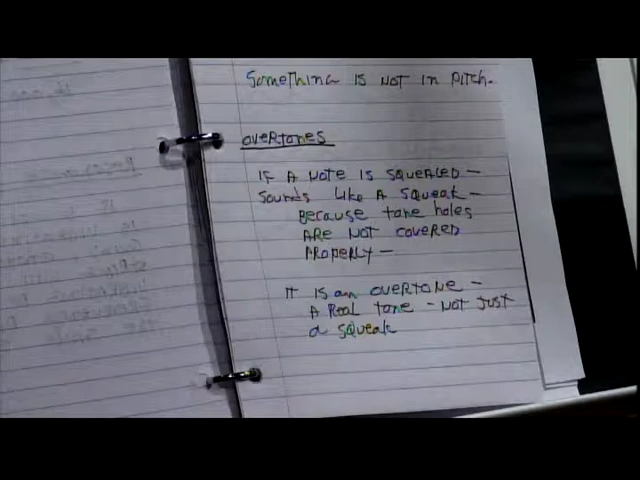 Something is not in pitch.
overtones
If a note is squealed –
sounds like a squeak –
because tone holes
are not covered
properly –
It is an overtone –
a real tone – not just
a squeak